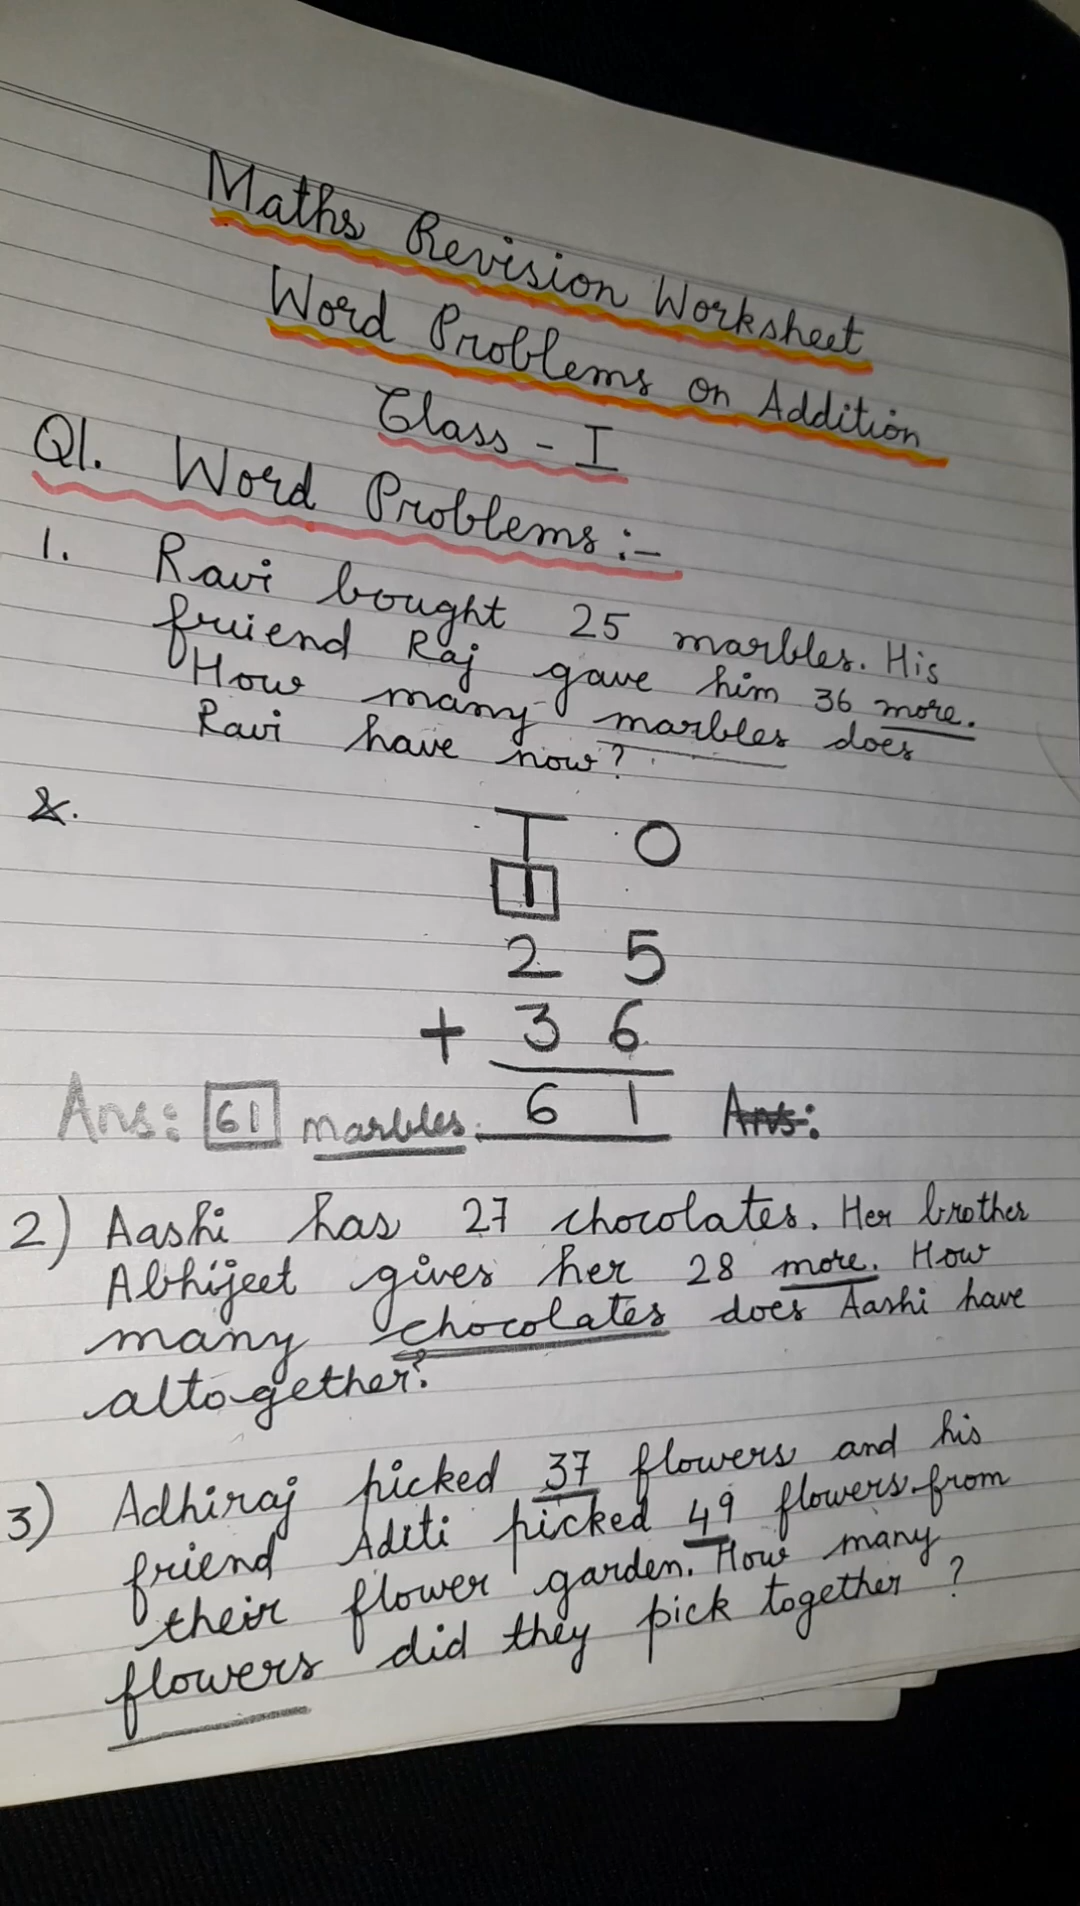 Maths Revision Worksheet
Word Problems on Addition
Class - I
Q1. Word Problems :-
1. Ravi bought 25 marbles. His
friend Raj gave him 36 more.
How many marbles does
Ravi have now?
2.
T O
1
2 5
+ 3 6
Ans: 61 marbles. 6 1 Ans:
2) Aashi has 27 chocolates. Her brother
Abhijeet gives her 28 more. How
many chocolates does Aashi have
altogether?
3) Adhiraj picked 37 flowers and his
friend Aditi picked 49 flowers from
their flower garden. How many
flowers did they pick together ?